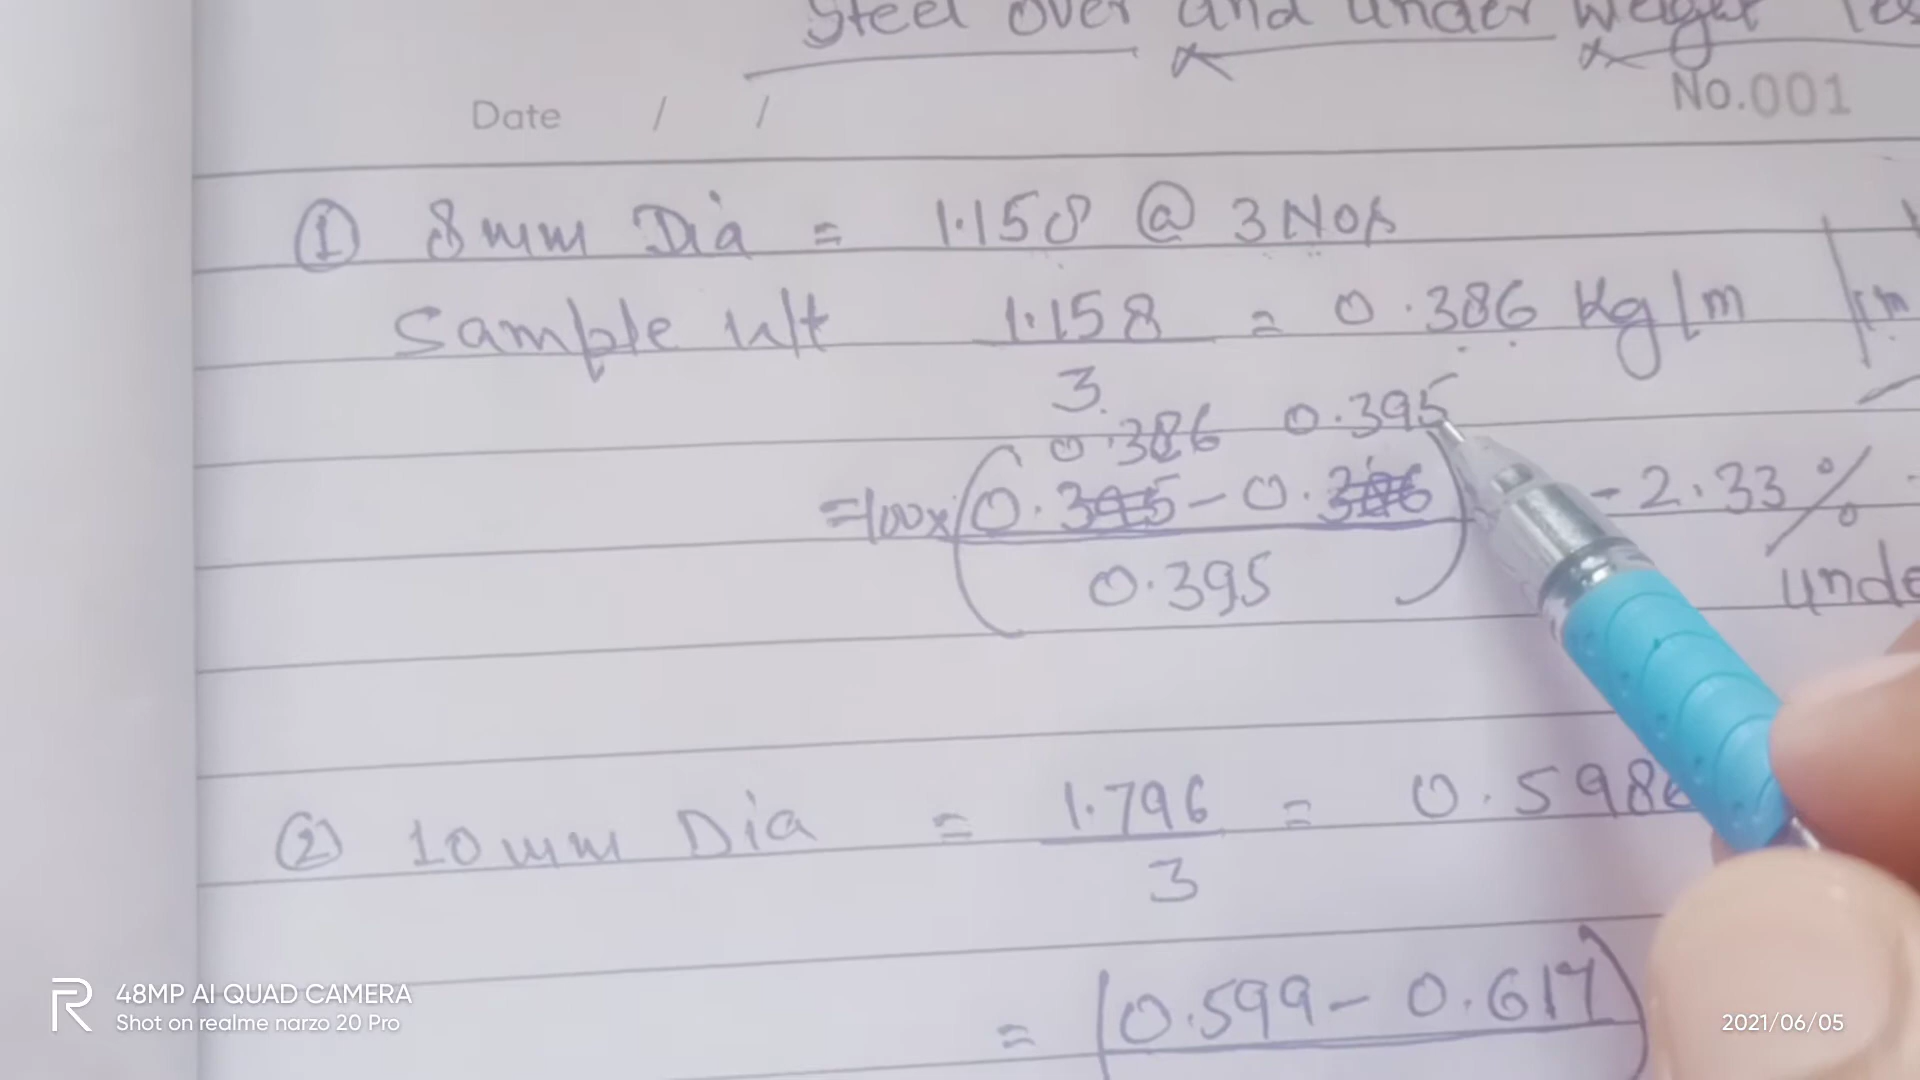 Steel over and under weight
Date / /
No.001
① 8mm Dia = 1.158 @ 3Nos
Sample wt 1.158 = 0.386 Kg/m
3
0.386 0.395
=100x(0.395-0.386) -2.33%
0.395
② 10mm Dia = 1.796 = 0.598
3
= (0.599-0.617)
48MP AI QUAD CAMERA
Shot on realme narzo 20 Pro
2021/06/05